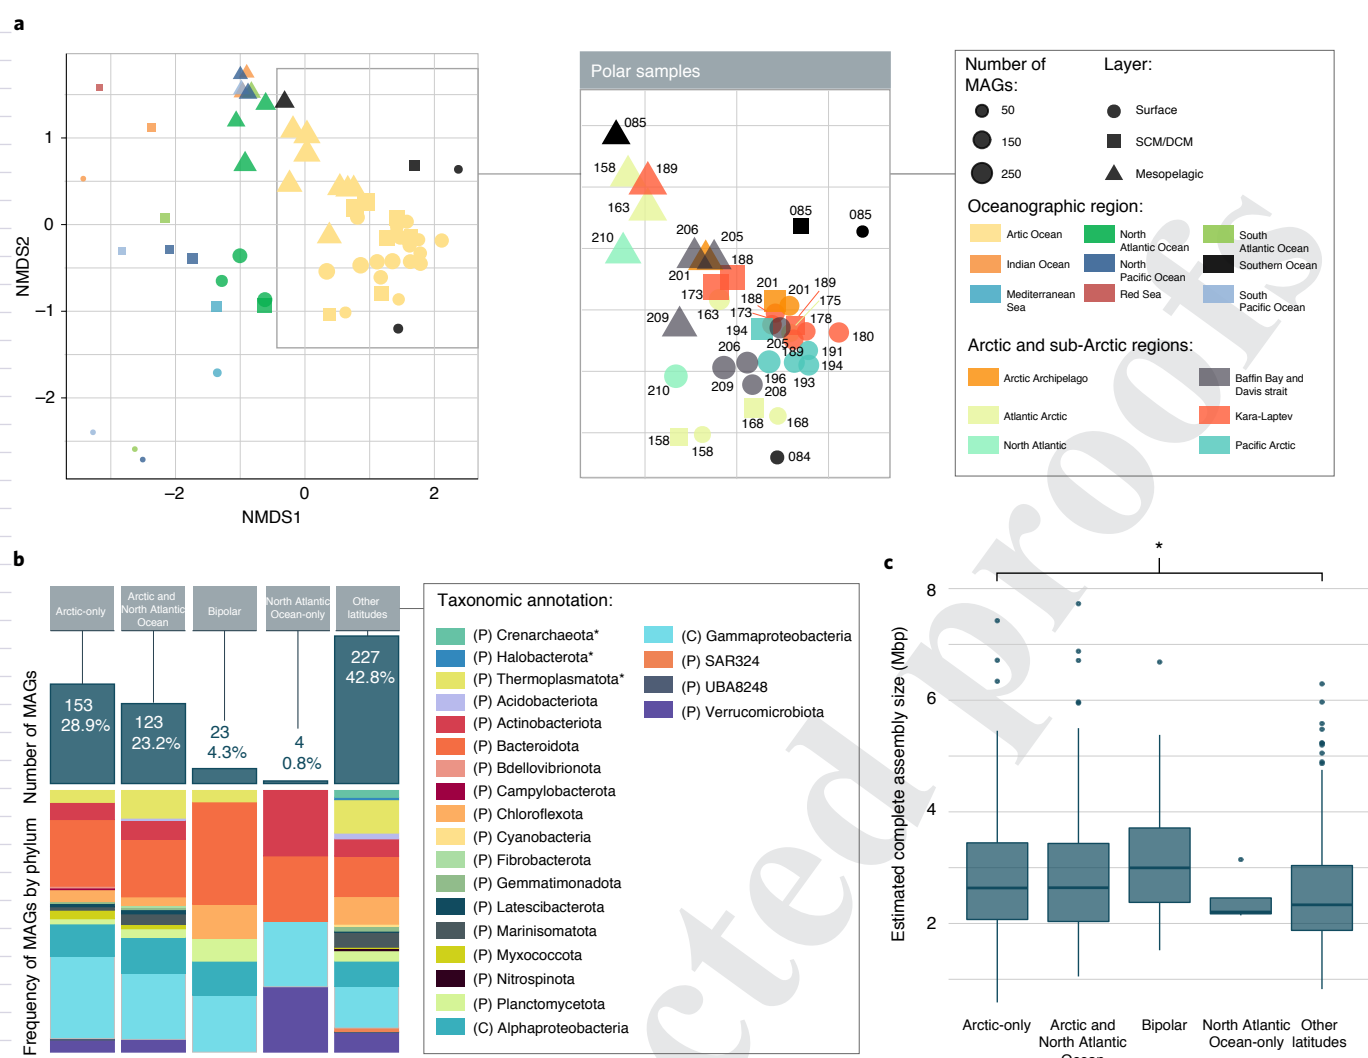 a
Polar samples
NMDS2
1
0
−1
−2
−2
0
2
NMDS1
085
158
189
163
210
206
205
201
188
173
163
209
085
085
201
201
189
188
175
173
178
194
180
205
206
189
191
194
209
196
193
208
210
168
168
158
158
084
Number of
MAGs:
50
150
250
Layer:
Surface
SCM/DCM
Mesopelagic
Oceanographic region:
Artic Ocean
North
Atlantic Ocean
South
Atlantic Ocean
Indian Ocean
North
Pacific Ocean
Southern Ocean
Mediterranean
Sea
Red Sea
South
Pacific Ocean
Arctic and sub-Arctic regions:
Arctic Archipelago
Baffin Bay and
Davis strait
Atlantic Arctic
Kara-Laptev
North Atlantic
Pacific Arctic
b
Arctic-only
Arctic and
North Atlantic
Ocean
Bipolar
North Atlantic
Ocean-only
Other
latitudes
Number of MAGs
153
28.9%
123
23.2%
23
4.3%
4
0.8%
227
42.8%
Frequency of MAGs by phylum
Taxonomic annotation:
(P) Crenarchaeota*
(P) Halobacterota*
(P) Thermoplasmatota*
(P) Acidobacteriota
(P) Actinobacteriota
(P) Bacteroidota
(P) Bdellovibrionota
(P) Campylobacterota
(P) Chloroflexota
(P) Cyanobacteria
(P) Fibrobacterota
(P) Gemmatimonadota
(P) Latescibacterota
(P) Marinisomatota
(P) Myxococcota
(P) Nitrospinota
(P) Planctomycetota
(C) Alphaproteobacteria
(C) Gammaproteobacteria
(P) SAR324
(P) UBA8248
(P) Verrucomicrobiota
c
*
Estimated complete assembly size (Mbp)
8
6
4
2
Arctic-only
Arctic and
North Atlantic
Ocean
Bipolar
North Atlantic
Ocean-only
Other
latitudes
cted proofs